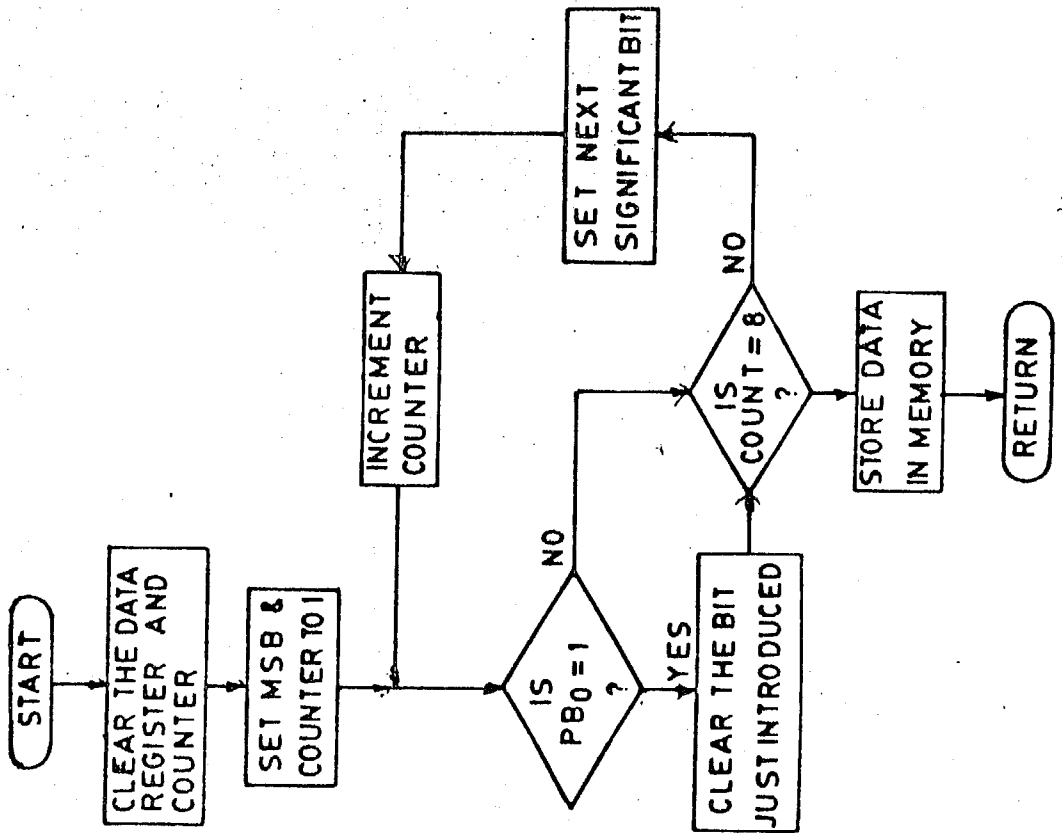 START
CLEAR THE DATA
REGISTER AND
COUNTER
SET MSB &
COUNTER TO 1
INCREMENT
COUNTER
SET NEXT
SIGNIFICANT BIT
IS
PB0 = 1
?
NO
YES
CLEAR THE BIT
JUST INTRODUCED
IS
COUNT = 8
?
NO
STORE DATA
IN MEMORY
RETURN